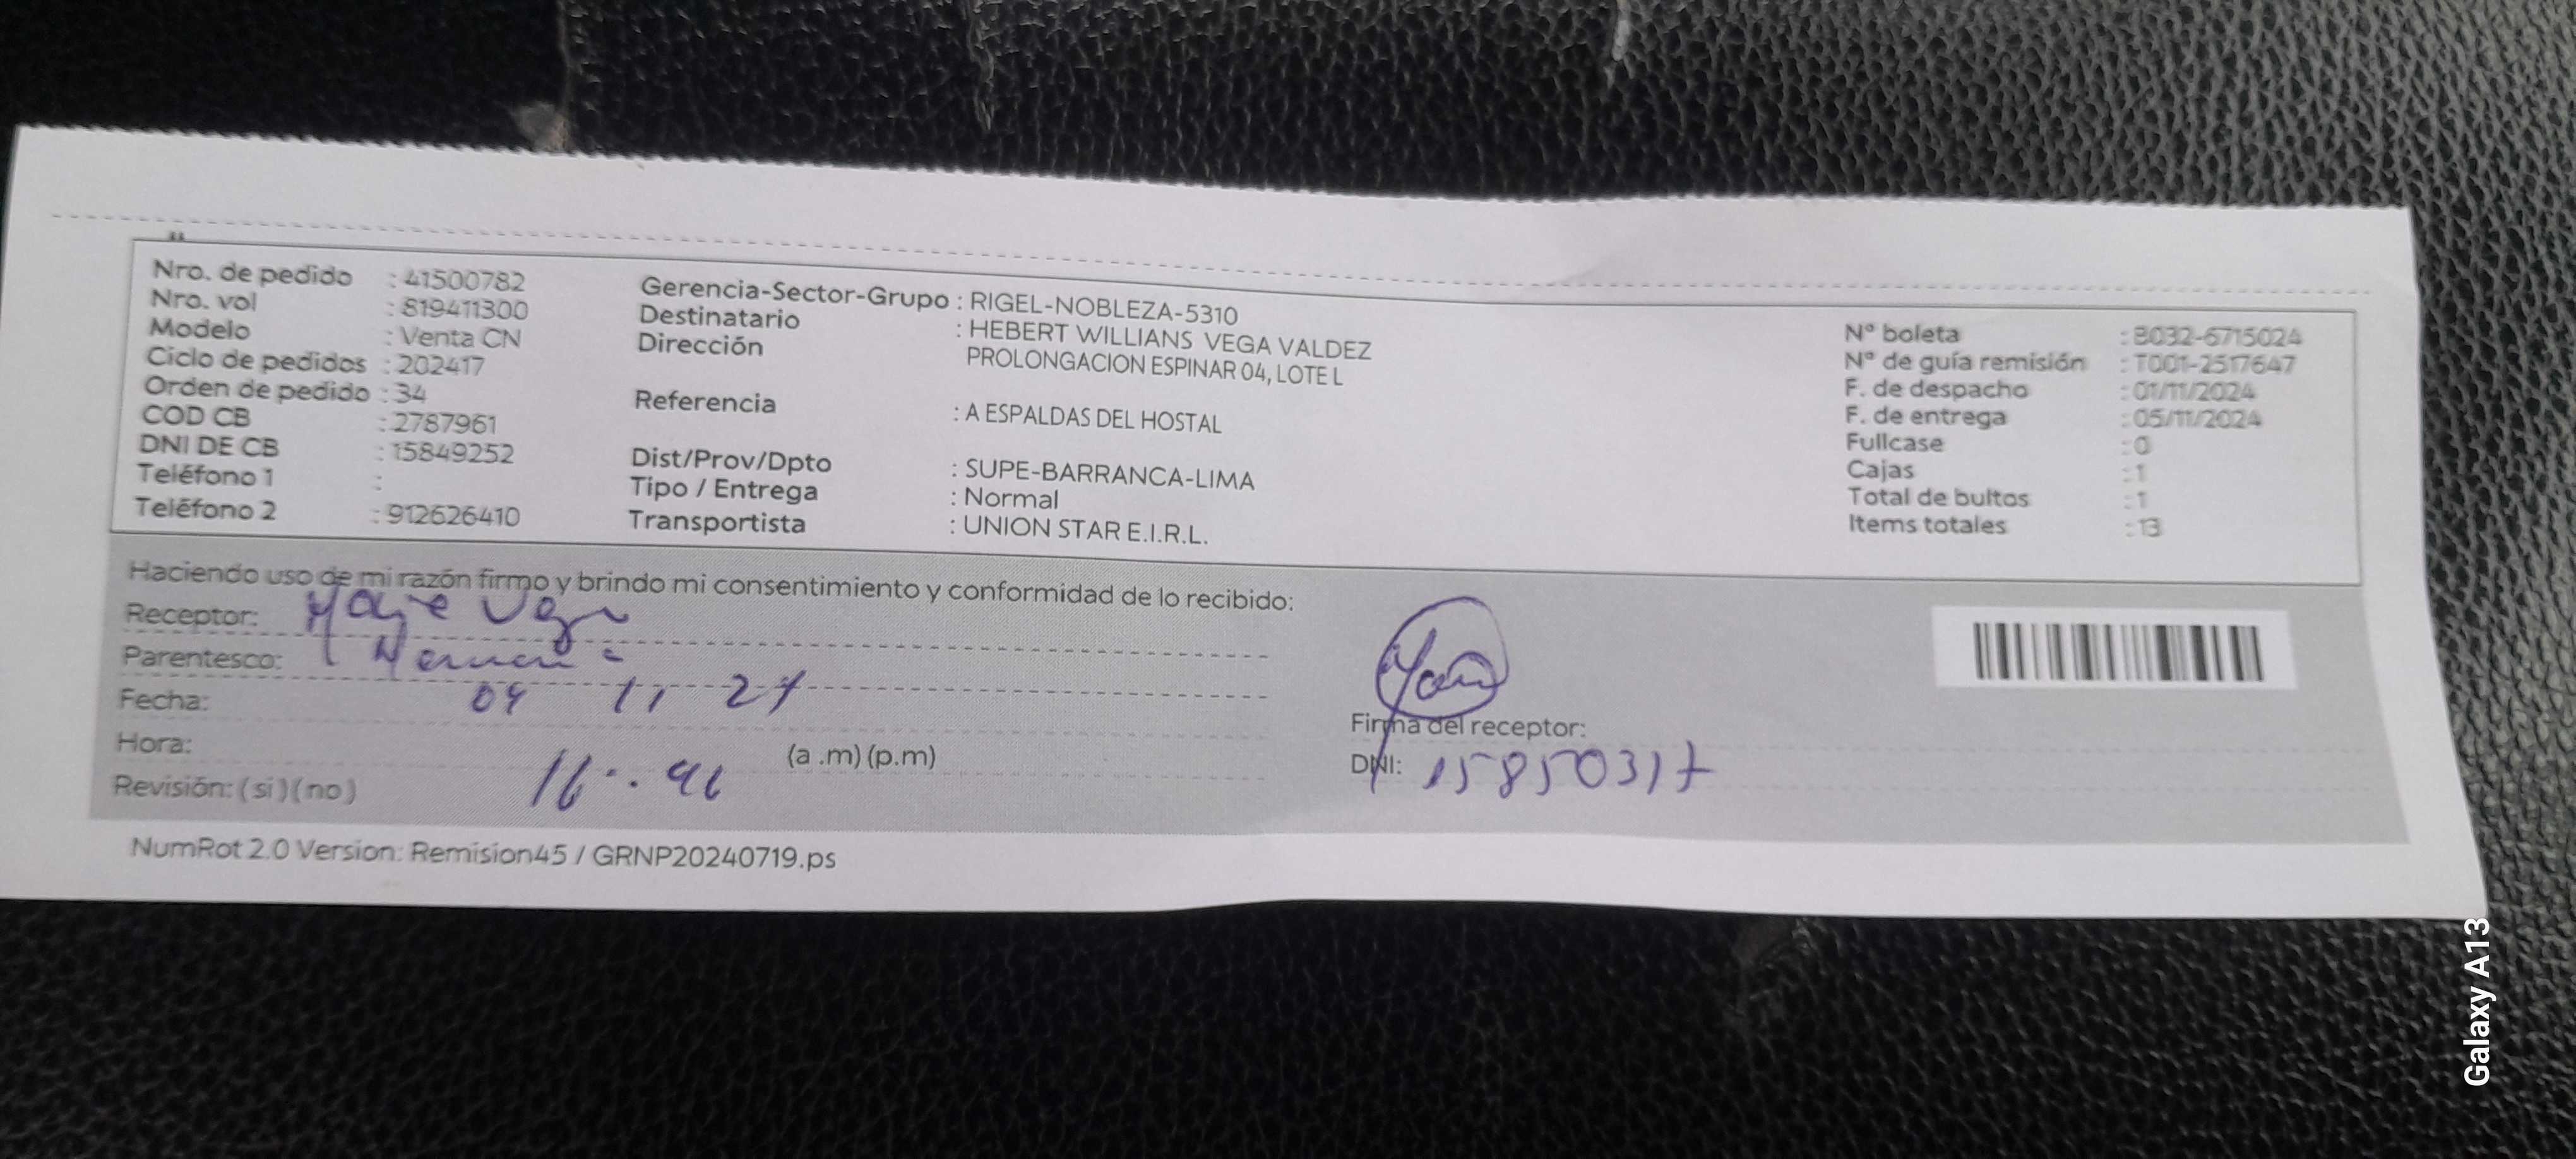 Nro. de pedido : 41500782
Nro. vol : 819411300
Modelo : Venta CN
Ciclo de pedidos : 202417
Orden de pedido : 34
COD CB : 2787961
DNI DE CB : 15849252
Teléfono 1 :
Teléfono 2 : 912626410
Gerencia-Sector-Grupo : RIGEL-NOBLEZA-5310
Destinatario : HEBERT WILLIANS VEGA VALDEZ
Dirección PROLONGACION ESPINAR 04, LOTE L
Referencia : A ESPALDAS DEL HOSTAL
Dist/Prov/Dpto : SUPE-BARRANCA-LIMA
Tipo / Entrega : Normal
Transportista : UNION STAR E.I.R.L.
N° boleta : B032-6715024
N° de guía remisión : T001-2517647
F. de despacho : 01/11/2024
F. de entrega : 05/11/2024
Fullcase : 0
Cajas : 1
Total de bultos : 1
Items totales : 13
Haciendo uso de mi razón firmo y brindo mi consentimiento y conformidad de lo recibido:
Receptor:
Parentesco:
Fecha: 04 11 24
Hora: 16:46 (a .m) (p.m)
Revisión: ( si ) ( no )
Firma del receptor:
DNI: 15850317
NumRot 2.0 Version: Remision45 / GRNP20240719.ps
Galaxy A13